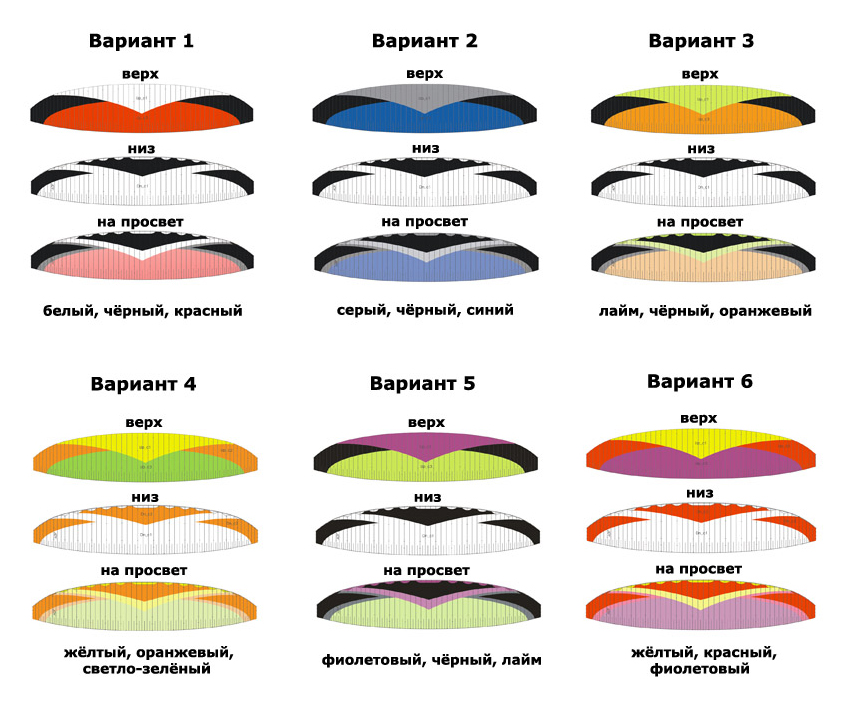 Вариант 1
Вариант 2
Вариант 3
верх
верх
верх
низ
низ
низ
на просвет
на просвет
на просвет
белый, чёрный, красный
серый, чёрный, синий
лайм, чёрный, оранжевый
Вариант 4
Вариант 5
Вариант 6
верх
верх
верх
низ
низ
низ
на просвет
на просвет
на просвет
жёлтый, оранжевый,
светло-зелёный
фиолетовый, чёрный, лайм
жёлтый, красный,
фиолетовый